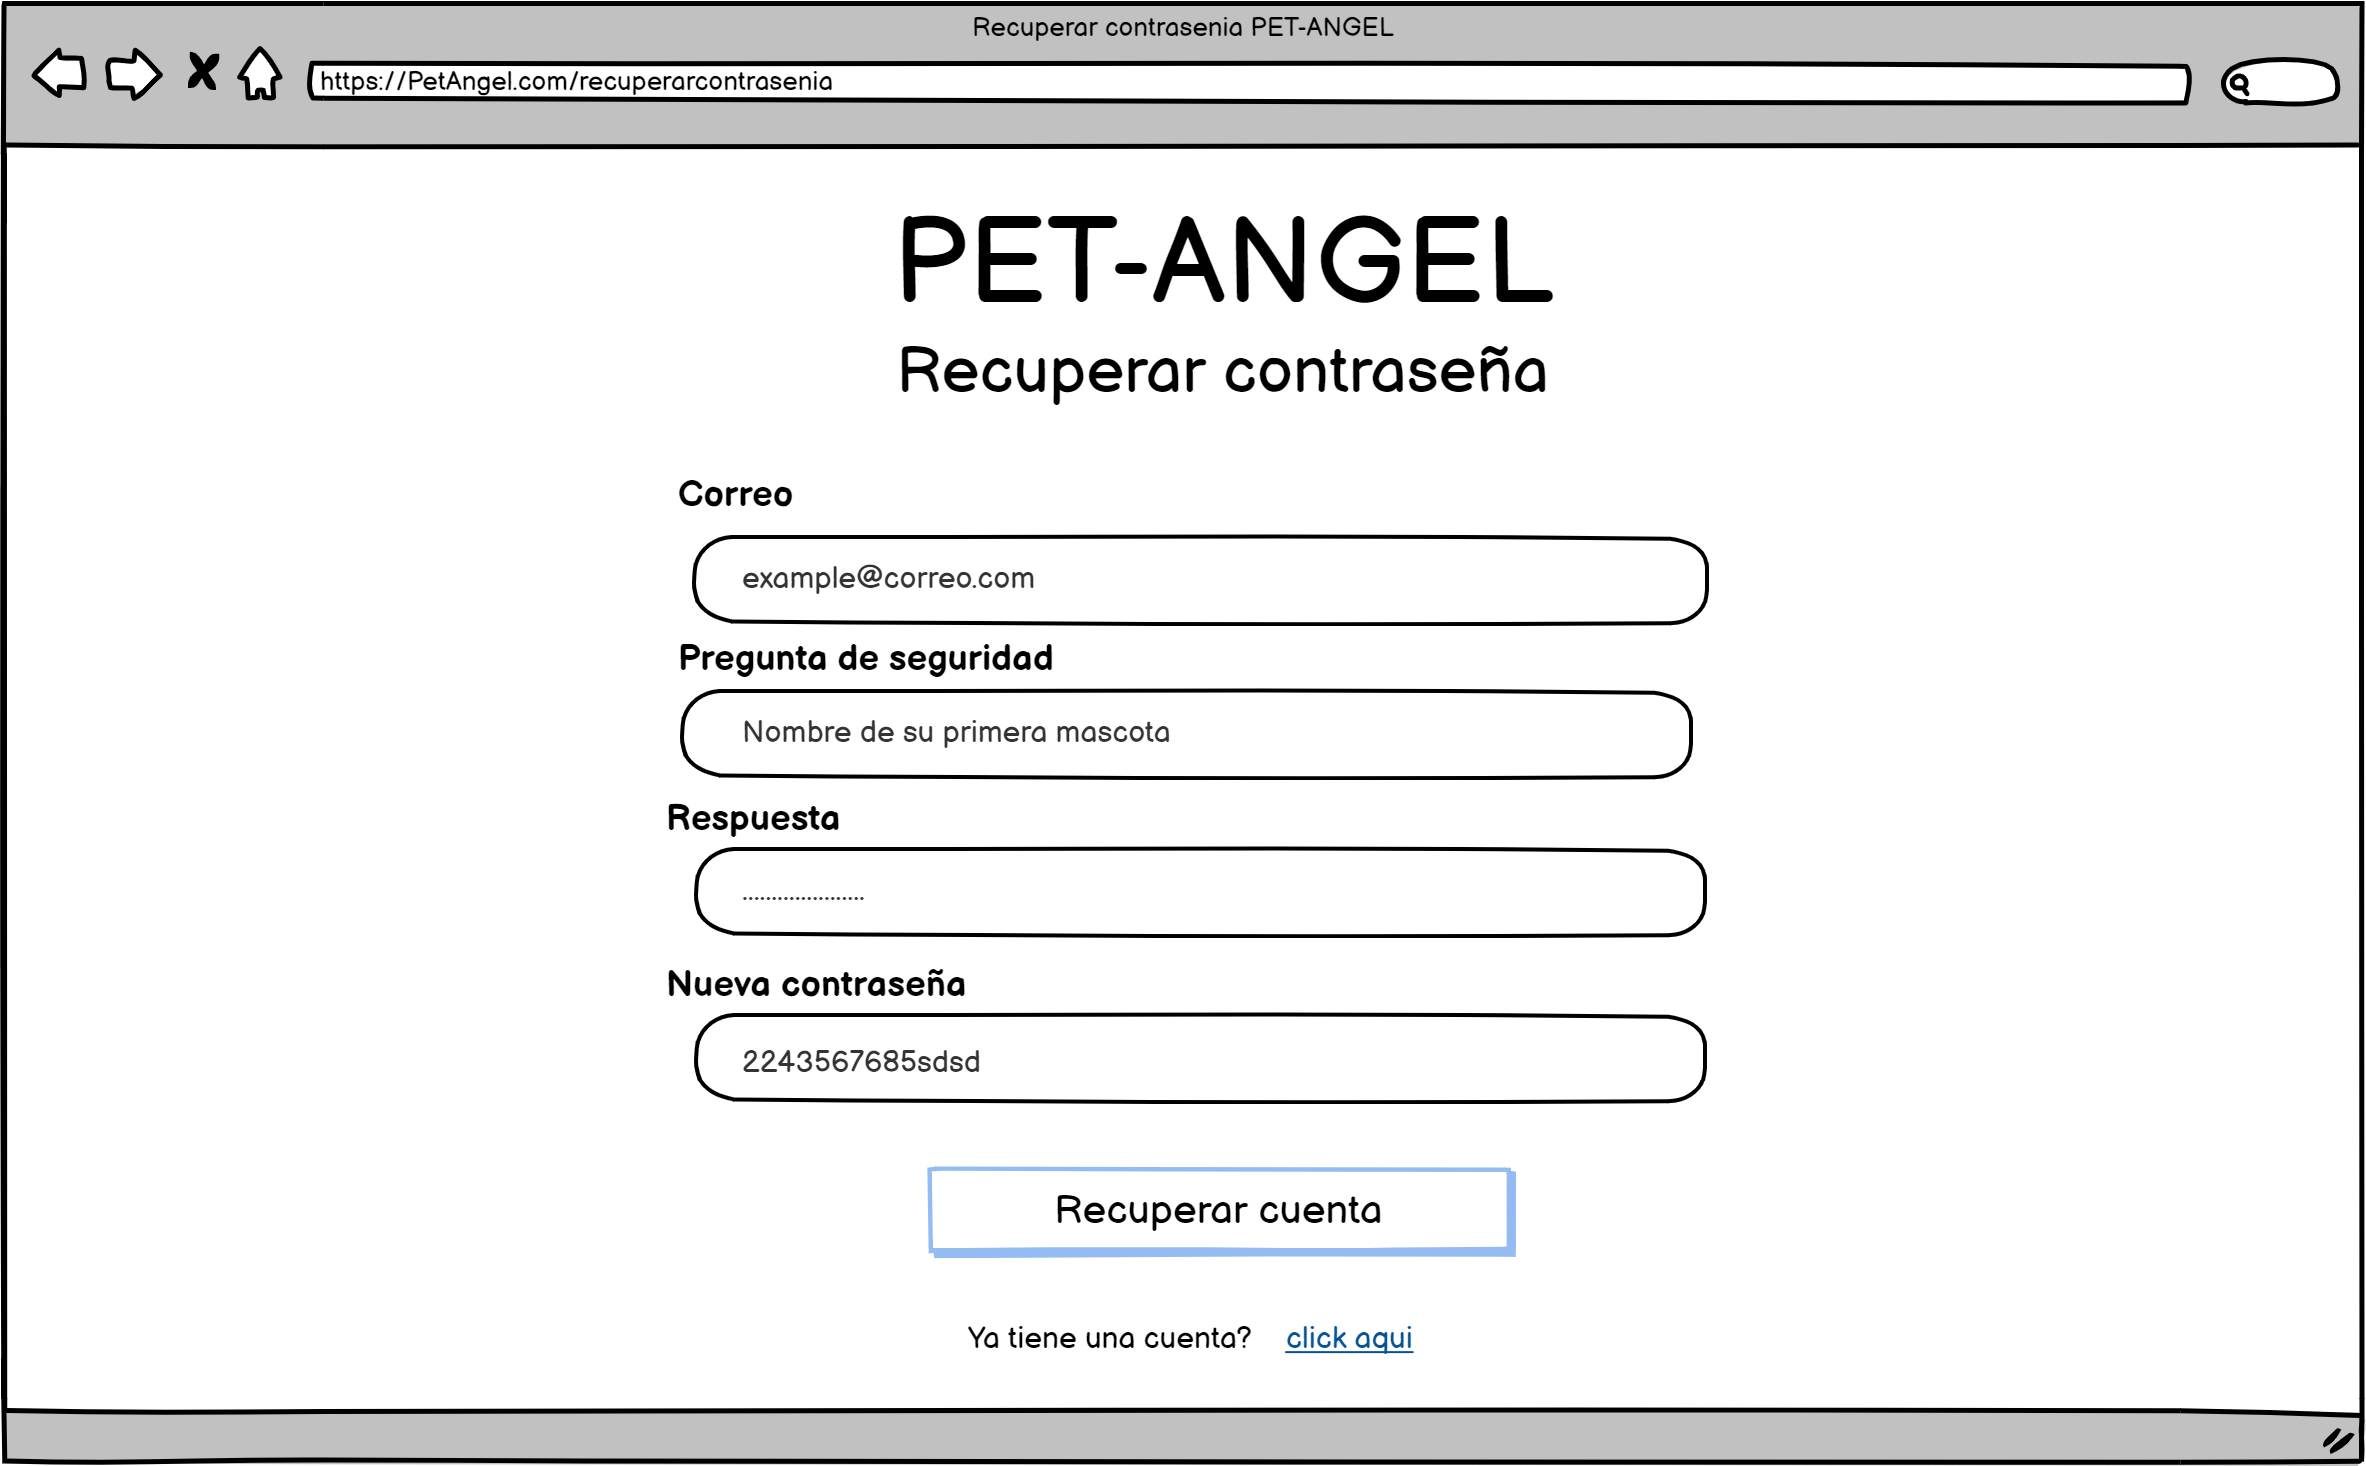 Recuperar contrasenia PET-ANGEL
https://PetAngel.com/recuperarcontrasenia
PET-ANGEL
Recuperar contraseña
Correo
example@correo.com
Pregunta de seguridad
Nombre de su primera mascota
Respuesta
.....................
Nueva contraseña
2243567685sdsd
Recuperar cuenta
Ya tiene una cuenta? click aqui